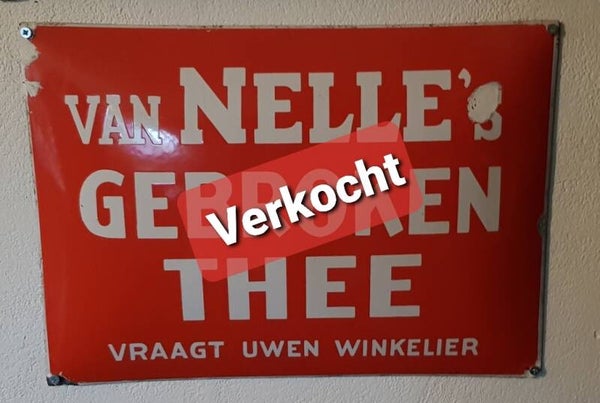 VAN NELLE's
GEBROKEN
Verkocht
THEE
VRAAGT UWEN WINKELIER